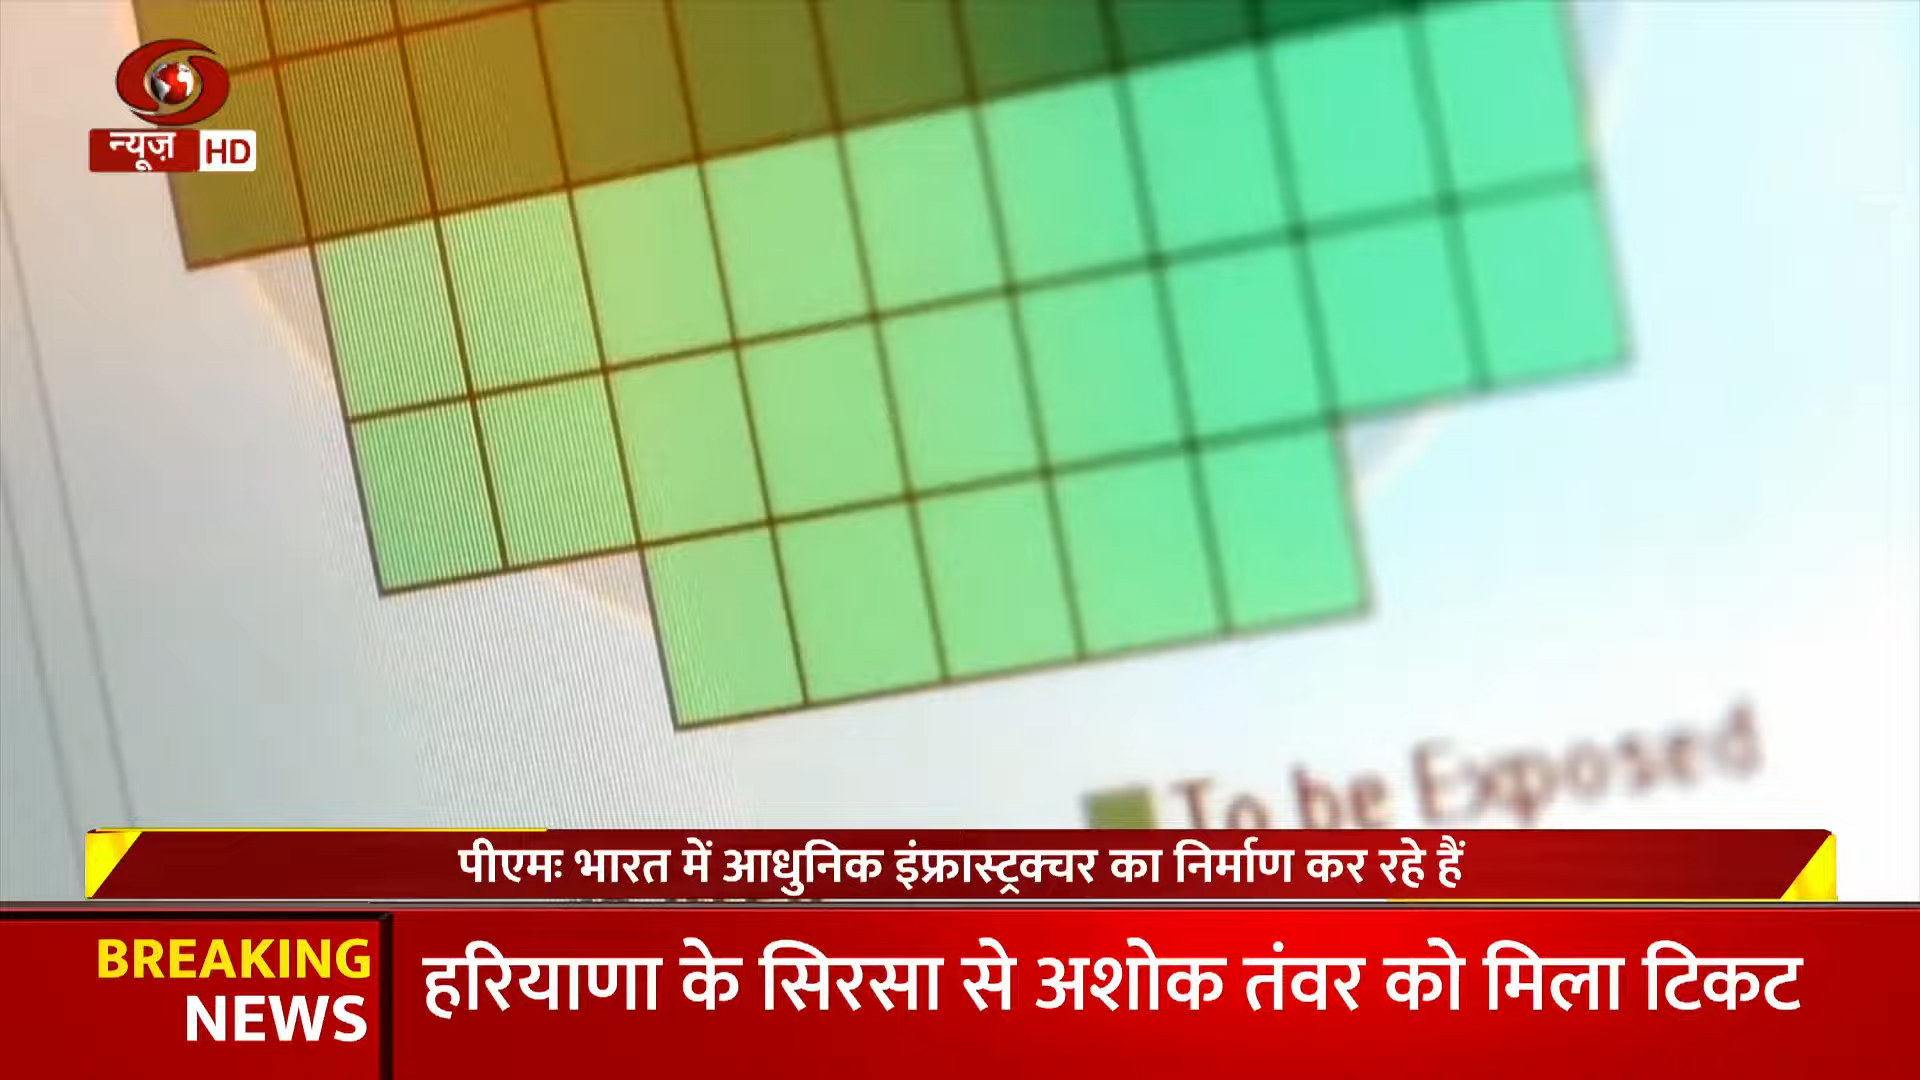 न्यूज़ HD
To be Exposed
पीएमः भारत में आधुनिक इंफ्रास्ट्रक्चर का निर्माण कर रहे हैं
BREAKING NEWS
हरियाणा के सिरसा से अशोक तंवर को मिला टिकट